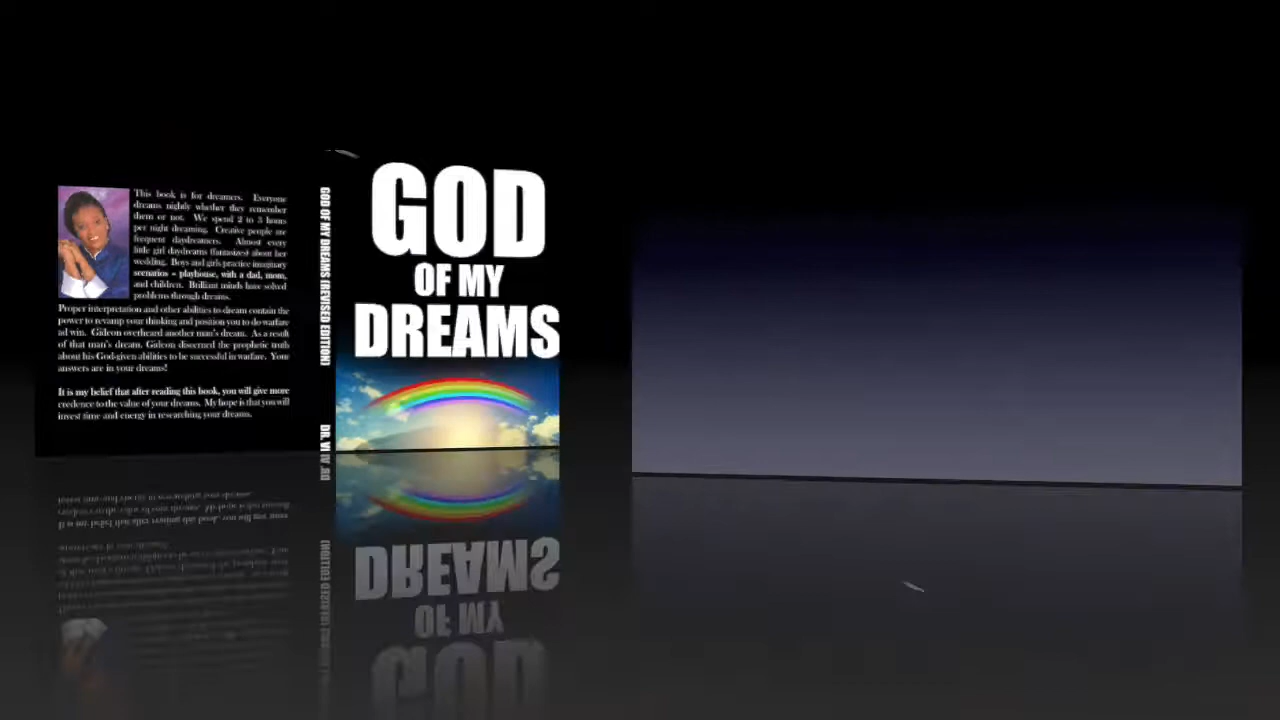 This book is for dreamers. Everyone
dreams nightly whether they remember
them or not. We spend 2 to 3 hours
per night dreaming. Creative people are
frequent daydreamers. Almost every
little girl daydreams (fantasizes) about her
wedding. Boys and girls practice imaginary
scenarios – playhouse, with a dad, mom,
and children. Brilliant minds have solved
problems through dreams.
Proper interpretation and other abilities to dream contain the
power to revamp your thinking and position you to do warfare
ad win. Gideon overheard another man's dream. As a result
of that man's dream. Gideon discerned the prophetic truth
about his God-given abilities to be successful in warfare. Your
answers are in your dreams!
It is my belief that after reading this book, you will give more
credence to the value of your dreams. My hope is that you will
invest time and energy in researching your dreams.
GOD OF MY DREAMS (REVISED EDITION)
DR. VI
GOD
OF MY
DREAMS